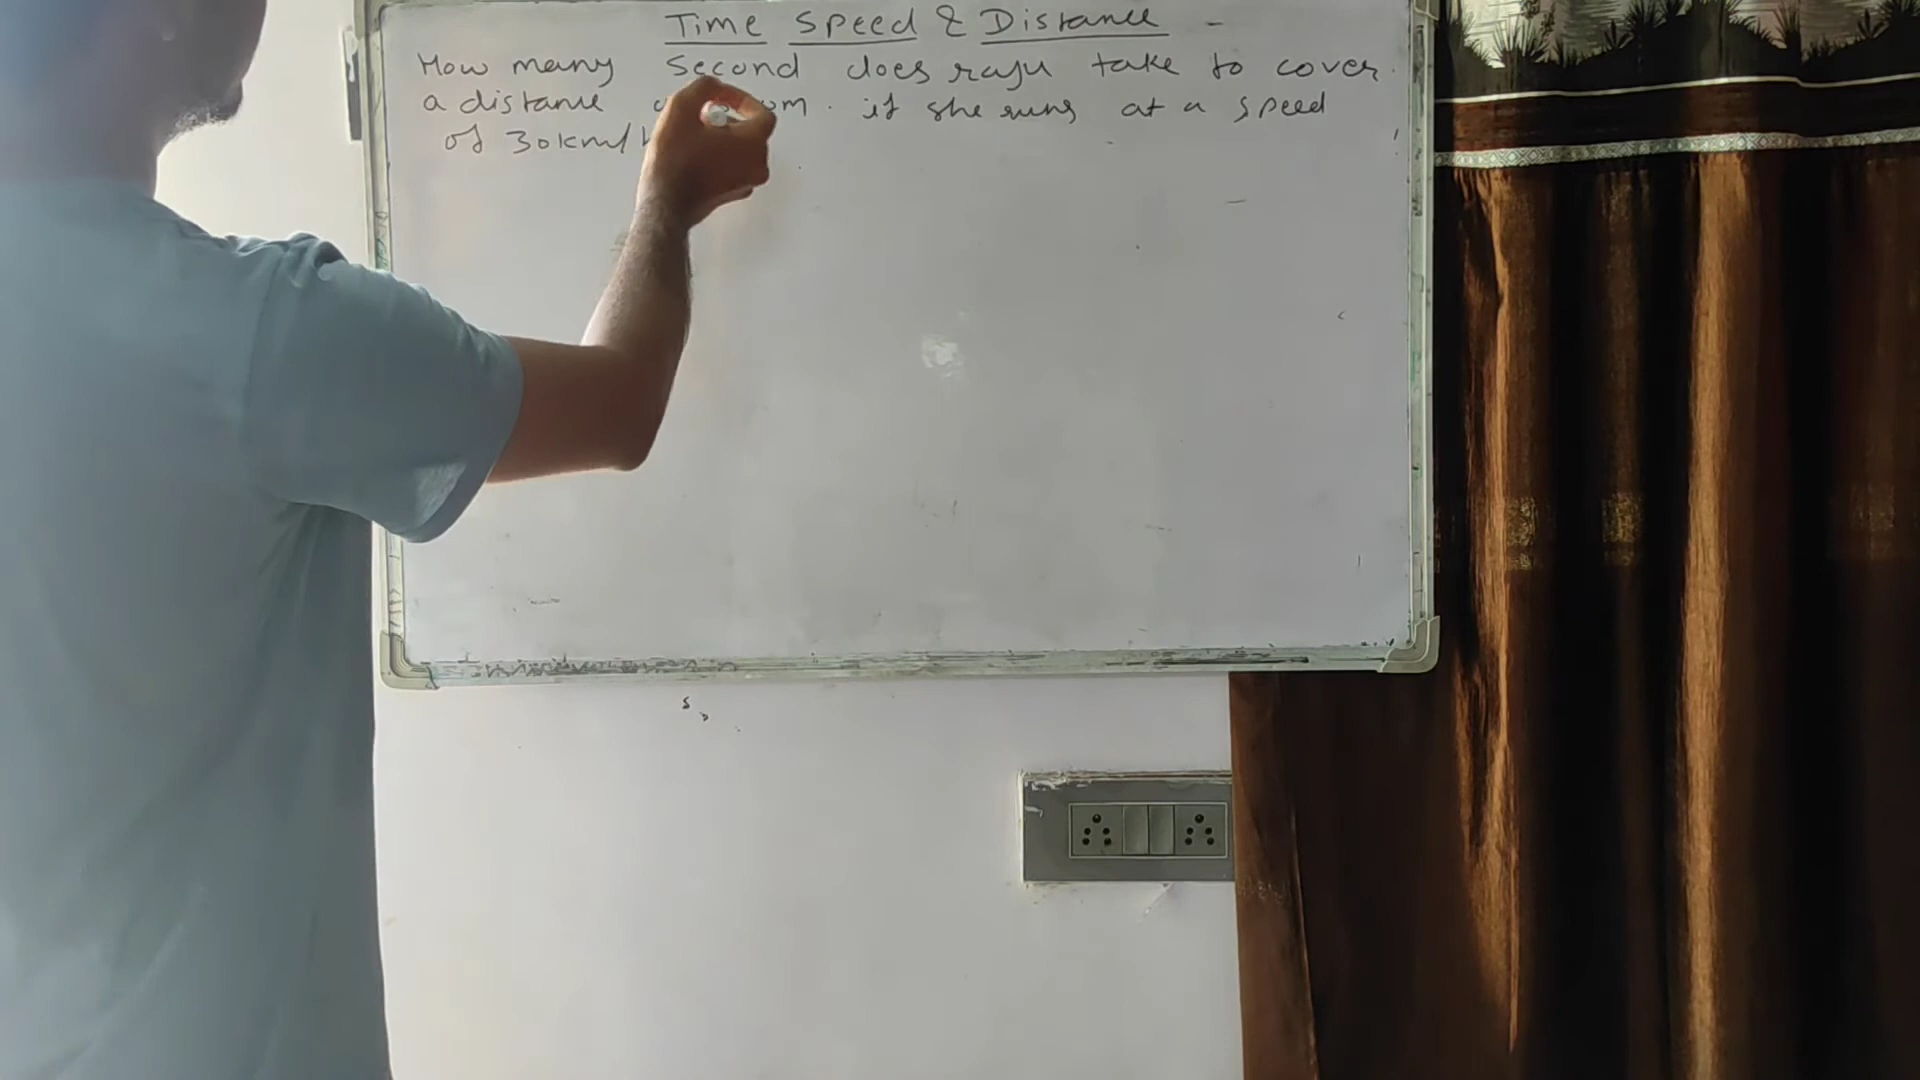 Time Speed & Distance -
How many second does raju take to cover
a distance if she runs at a speed
of 30km/h